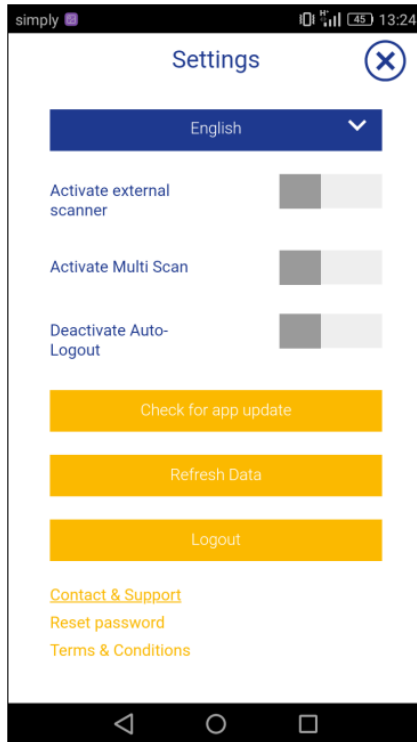 simply 45 13:24
Settings
English
Activate external
scanner
Activate Multi Scan
Deactivate Auto-
Logout
Check for app update
Refresh Data
Logout
Contact & Support
Reset password
Terms & Conditions